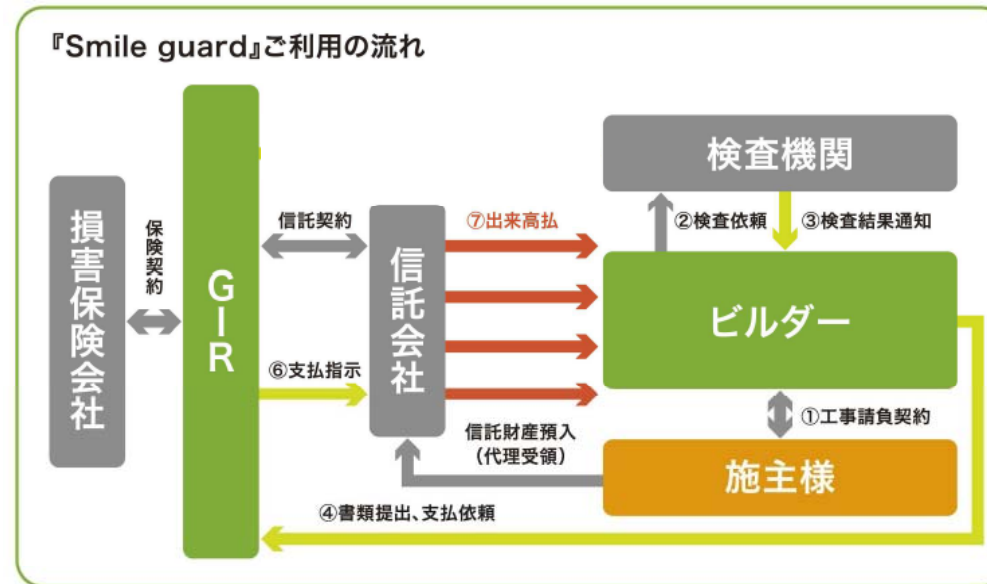 『Smile guard』ご利用の流れ
検査機関
損害保険会社
保険契約
GIR
信託契約
信託会社
⑦出来高払
②検査依頼
③検査結果通知
ビルダー
⑥支払指示
①工事請負契約
信託財産預入
（代理受領）
施主様
④書類提出、支払依頼